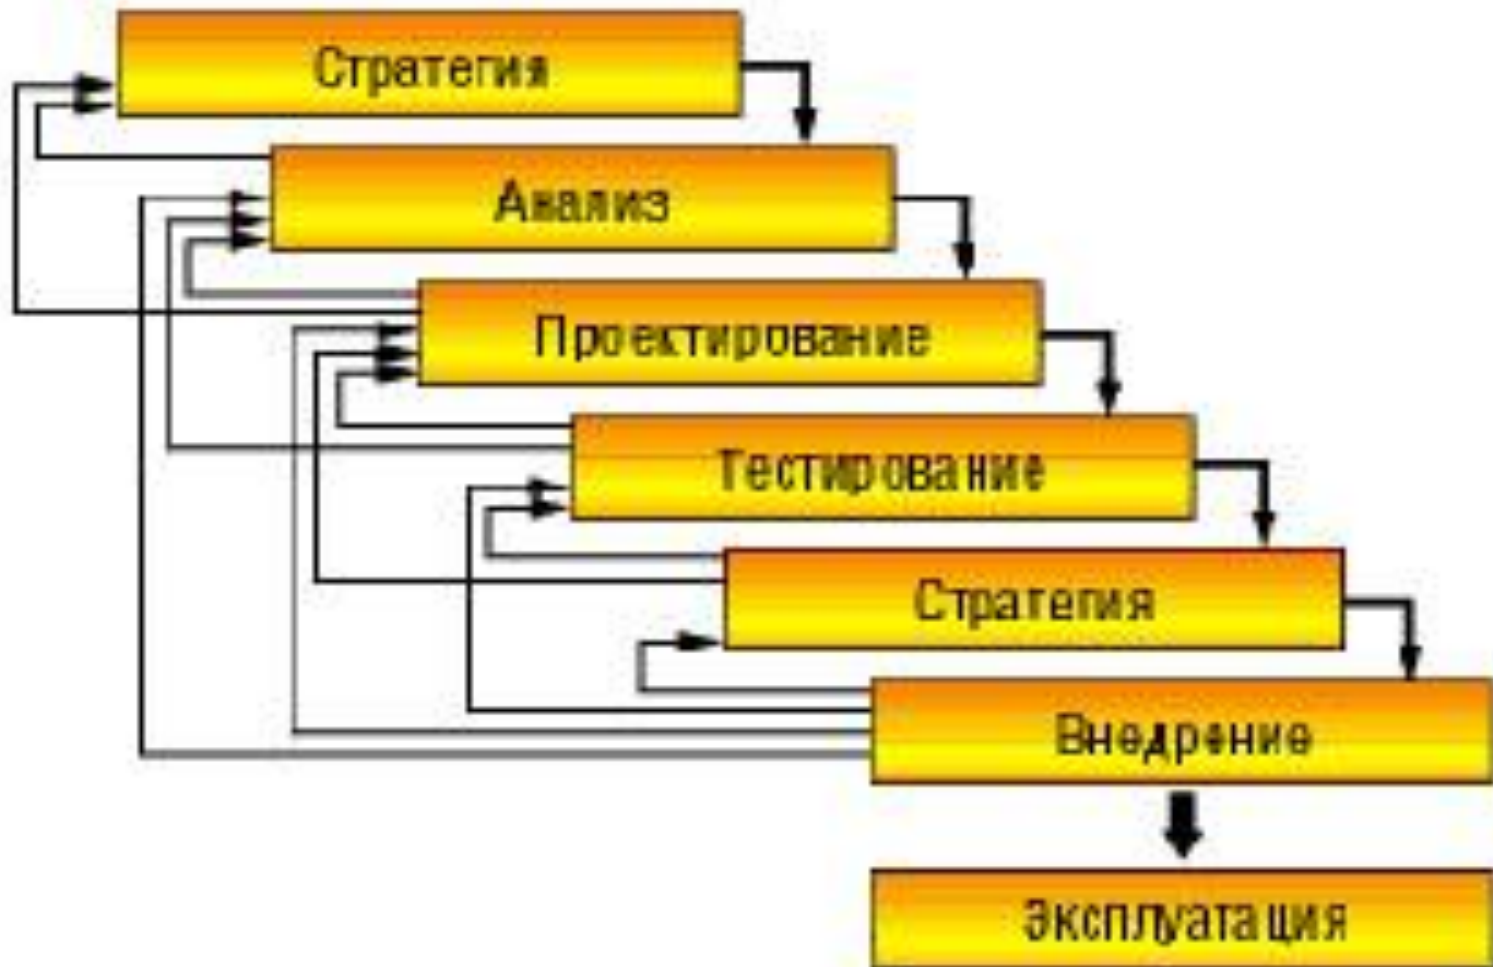 Стратегия
Анализ
Проектирование
Тестирование
Стратегия
Внедрение
Эксплуатация